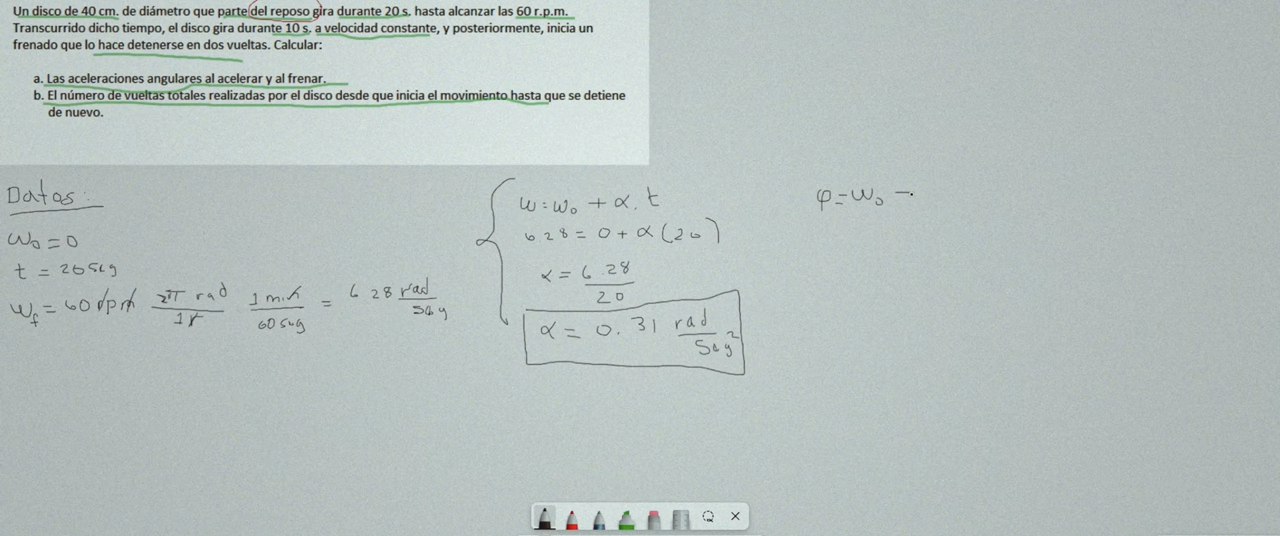 Un disco de 40 cm. de diámetro que parte del reposo gira durante 20 s. hasta alcanzar las 60 r.p.m.
Transcurrido dicho tiempo, el disco gira durante 10 s. a velocidad constante, y posteriormente, inicia un
frenado que lo hace detenerse en dos vueltas. Calcular:
a. Las aceleraciones angulares al acelerar y al frenar.
b. El número de vueltas totales realizadas por el disco desde que inicia el movimiento hasta que se detiene
de nuevo.
Datos:
ω₀ = 0
t = 20 seg
ω_f = 60 rpm 2π rad / 1r 1 min / 60 seg = 6.28 rad / seg
α
ω = ω₀ + α . t
6.28 = 0 + α (20)
α = 6.28 / 20
α = 0.31 rad / seg²
φ = ω₀ -